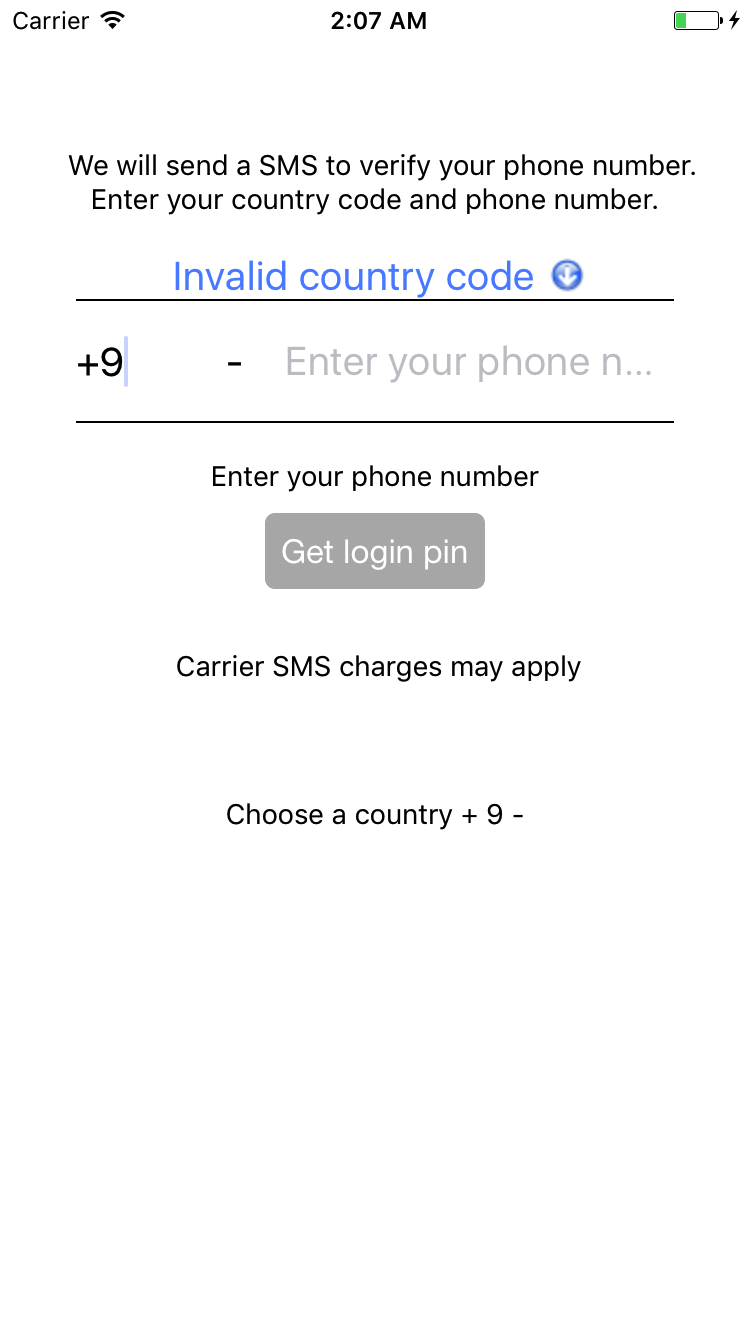 Carrier 2:07 AM
We will send a SMS to verify your phone number.
Enter your country code and phone number.
Invalid country code
+9 - Enter your phone n...
Enter your phone number
Get login pin
Carrier SMS charges may apply
Choose a country + 9 -